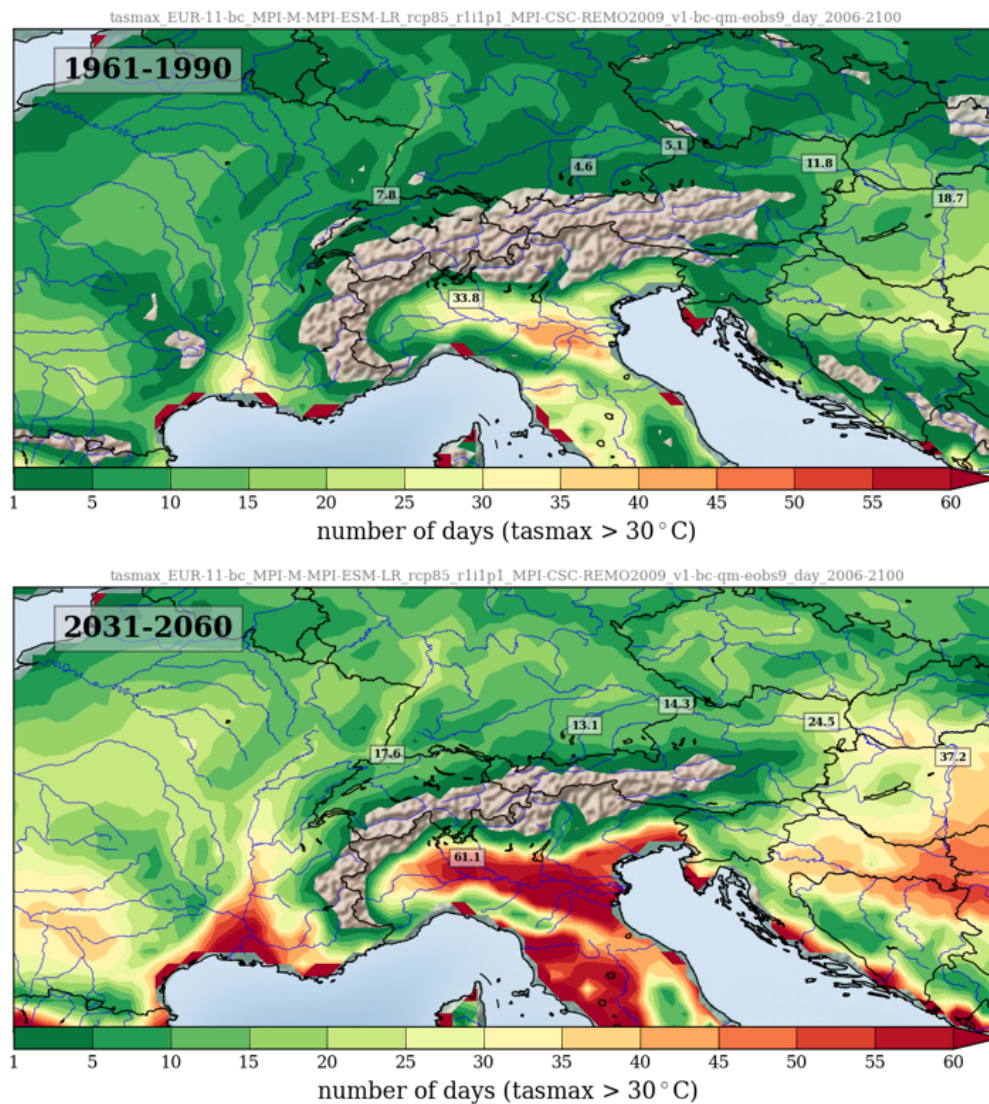 tasmax_EUR-11-bc_MPI-M-MPI-ESM-LR_rcp85_r1i1p1_MPI-CSC-REMO2009_v1-bc-qm-eobs9_day_2006-2100
1961-1990
5.1
4.6
11.8
7.8
18.7
33.8
1 5 10 15 20 25 30 35 40 45 50 55 60
number of days (tasmax > 30°C)
tasmax_EUR-11-bc_MPI-M-MPI-ESM-LR_rcp85_r1i1p1_MPI-CSC-REMO2009_v1-bc-qm-eobs9_day_2006-2100
2031-2060
14.3
13.1
24.5
17.6
37.2
61.1
1 5 10 15 20 25 30 35 40 45 50 55 60
number of days (tasmax > 30°C)